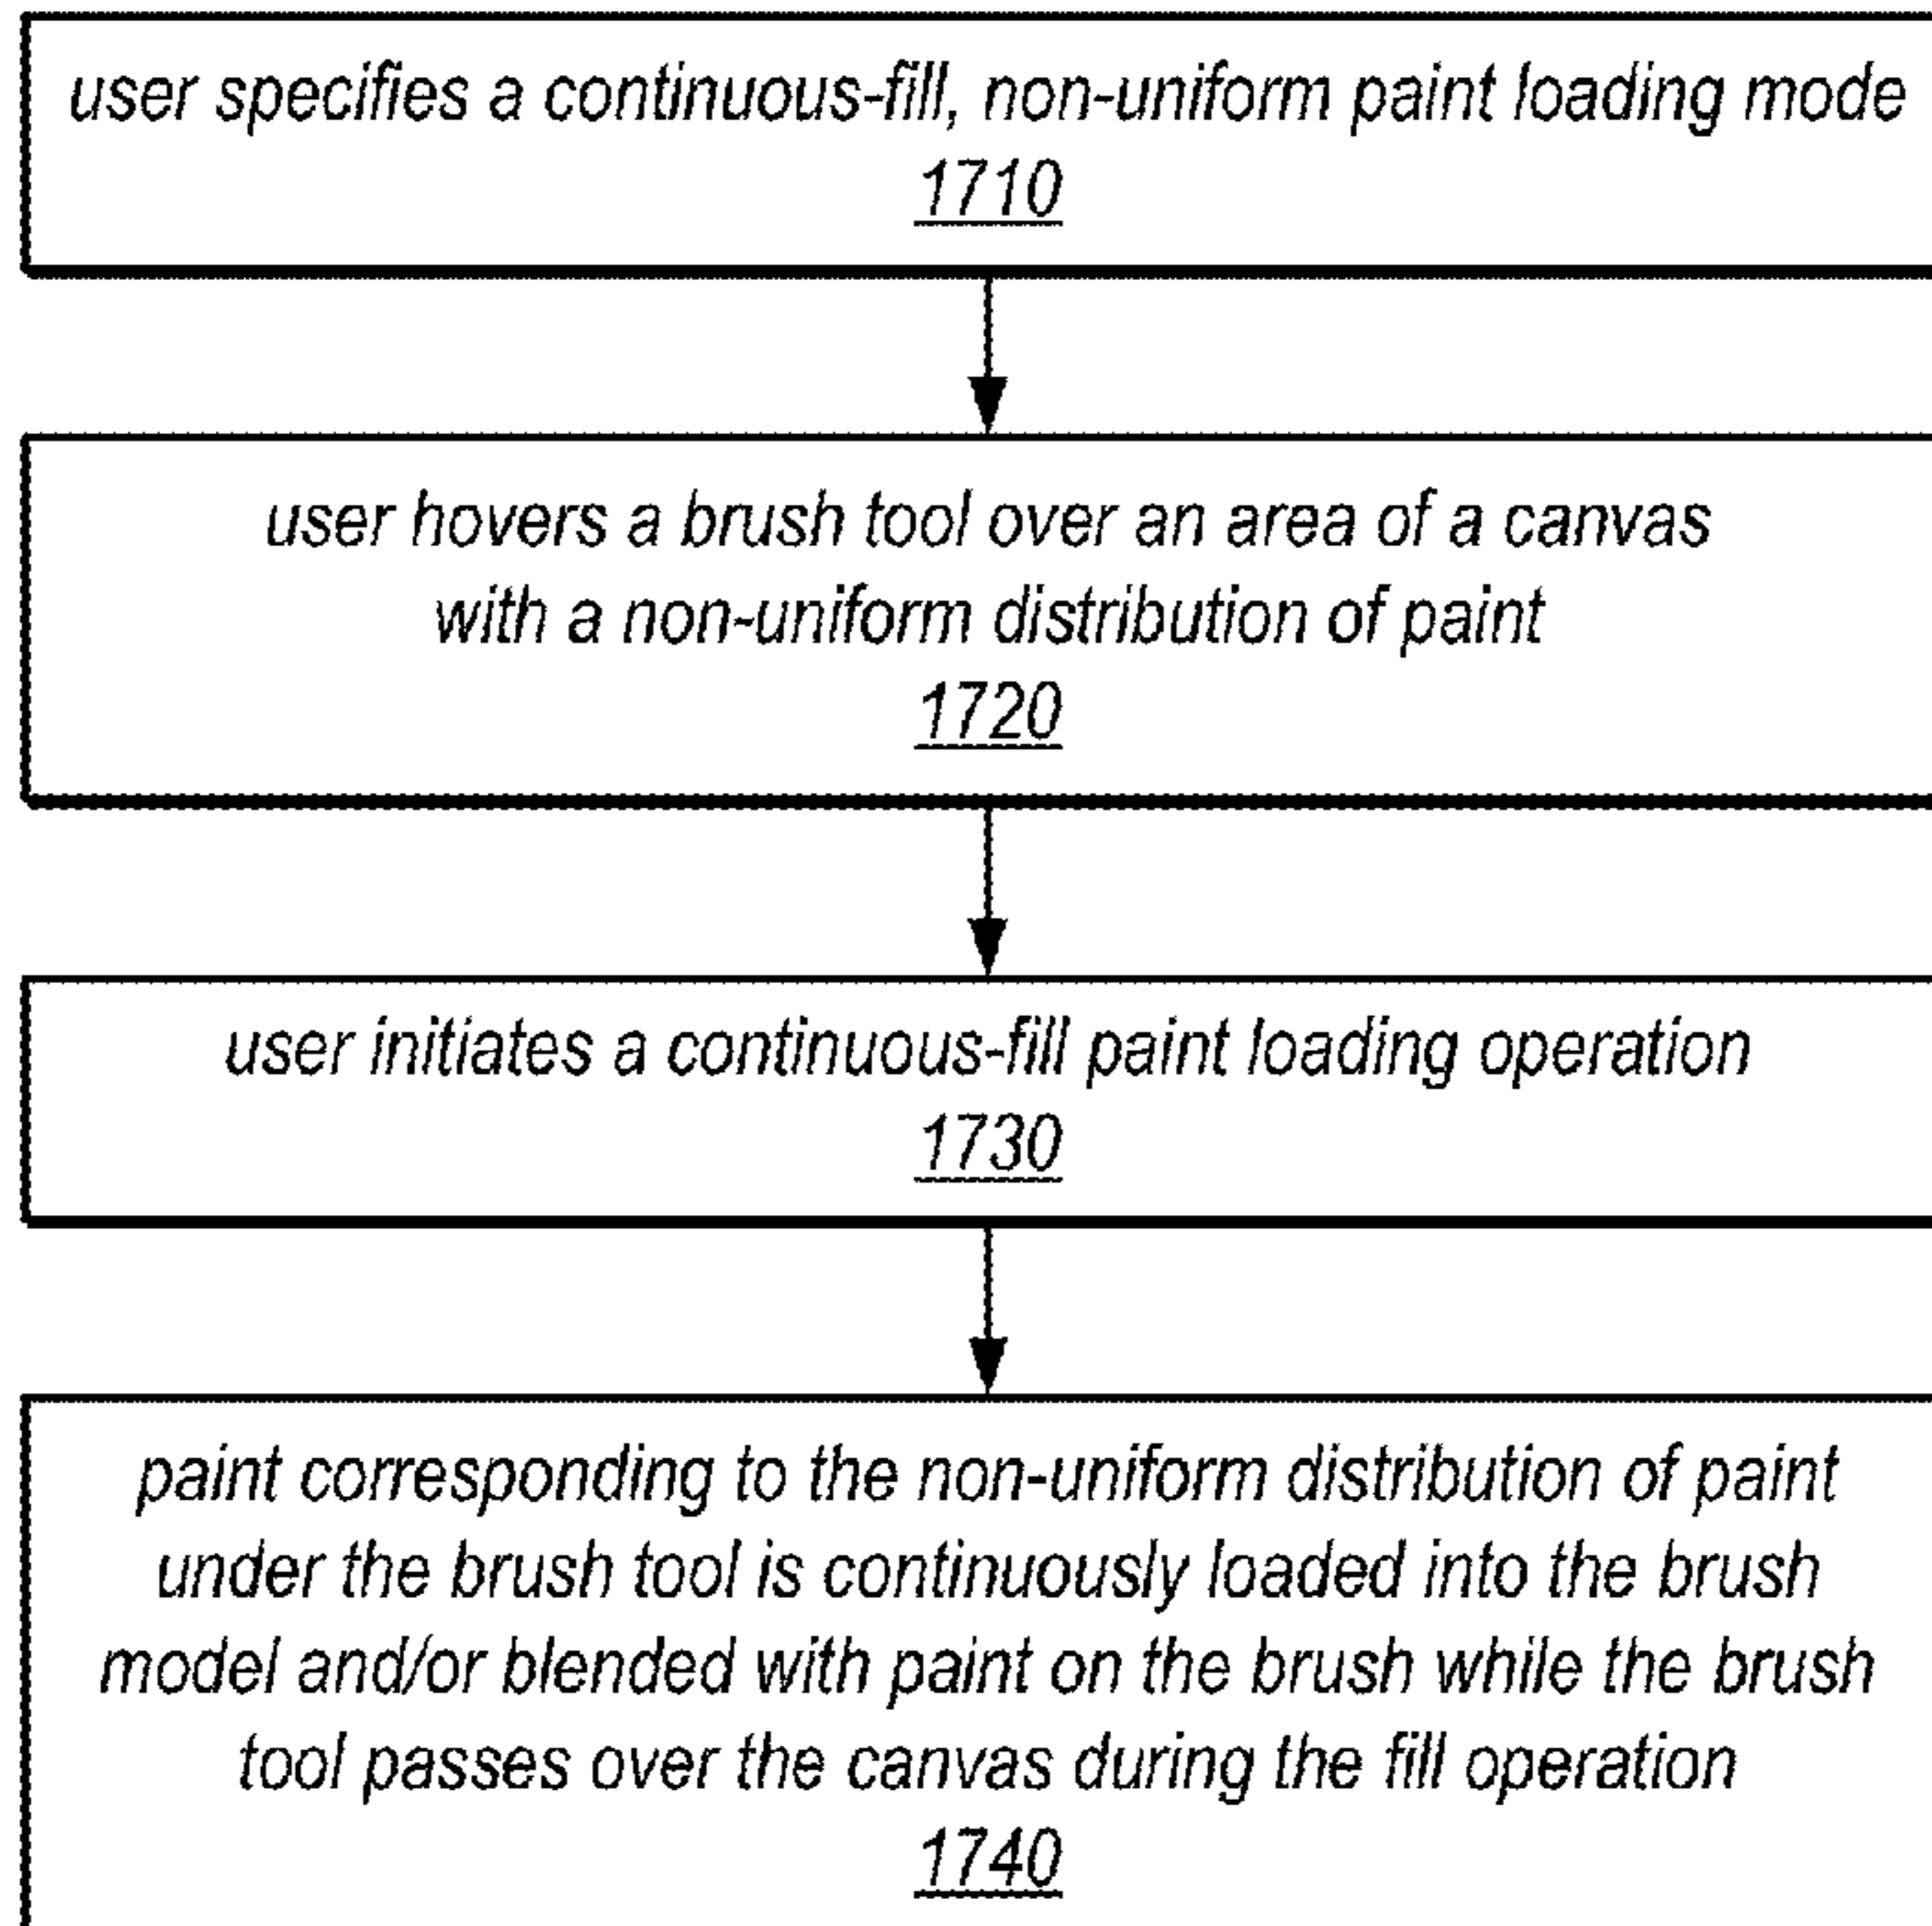 user specifies a continuous-fill, non-uniform paint loading mode
1710
user hovers a brush tool over an area of a canvas
with a non-uniform distribution of paint
1720
user initiates a continuous-fill paint loading operation
1730
paint corresponding to the non-uniform distribution of paint
under the brush tool is continuously loaded into the brush
model and/or blended with paint on the brush while the brush
tool passes over the canvas during the fill operation
1740